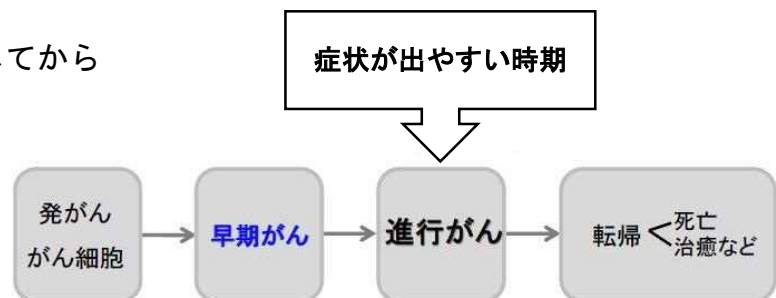 てから
症状が出やすい時期
発がん
がん細胞
早期がん
進行がん
転帰
死亡
治癒など